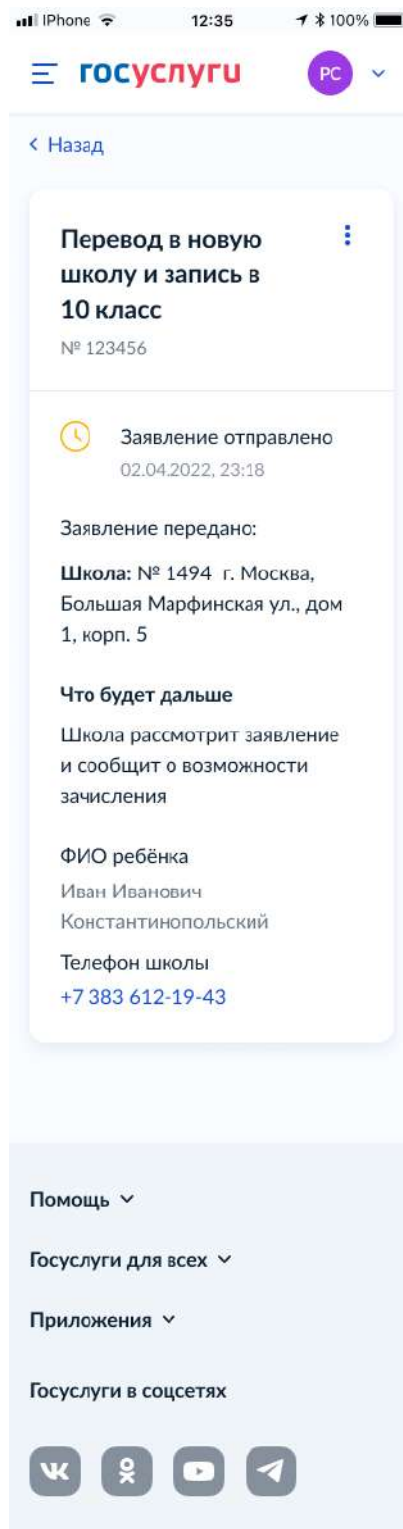 IPhone 12:35 100%
госуслуги РС
Назад
Перевод в новую
школу и запись в
10 класс
№ 123456
Заявление отправлено
02.04.2022, 23:18
Заявление передано:
Школа: № 1494 г. Москва,
Большая Марфинская ул., дом
1, корп. 5
Что будет дальше
Школа рассмотрит заявление
и сообщит о возможности
зачисления
ФИО ребёнка
Иван Иванович
Константинопольский
Телефон школы
+7 383 612-19-43
Помощь
Госуслуги для всех
Приложения
Госуслуги в соцсетях